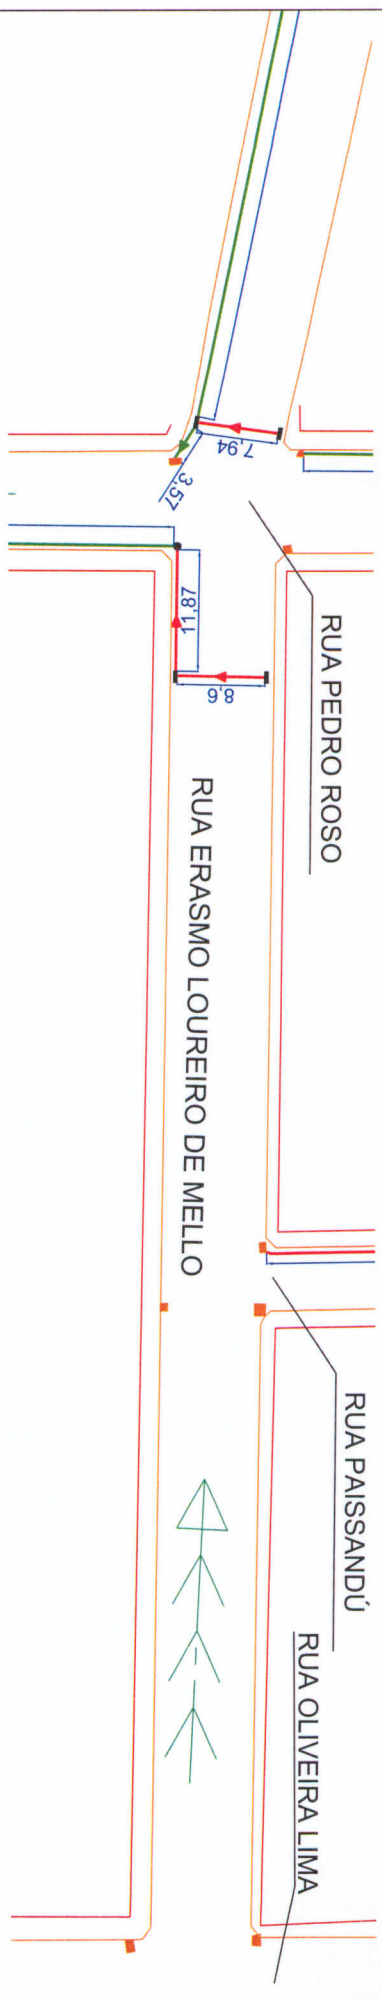 RUA PEDRO ROSO
RUA ERASMO LOUREIRO DE MELLO
RUA PAISSANDÚ
RUA OLIVEIRA LIMA
7,94
3,57
11,87
8,6